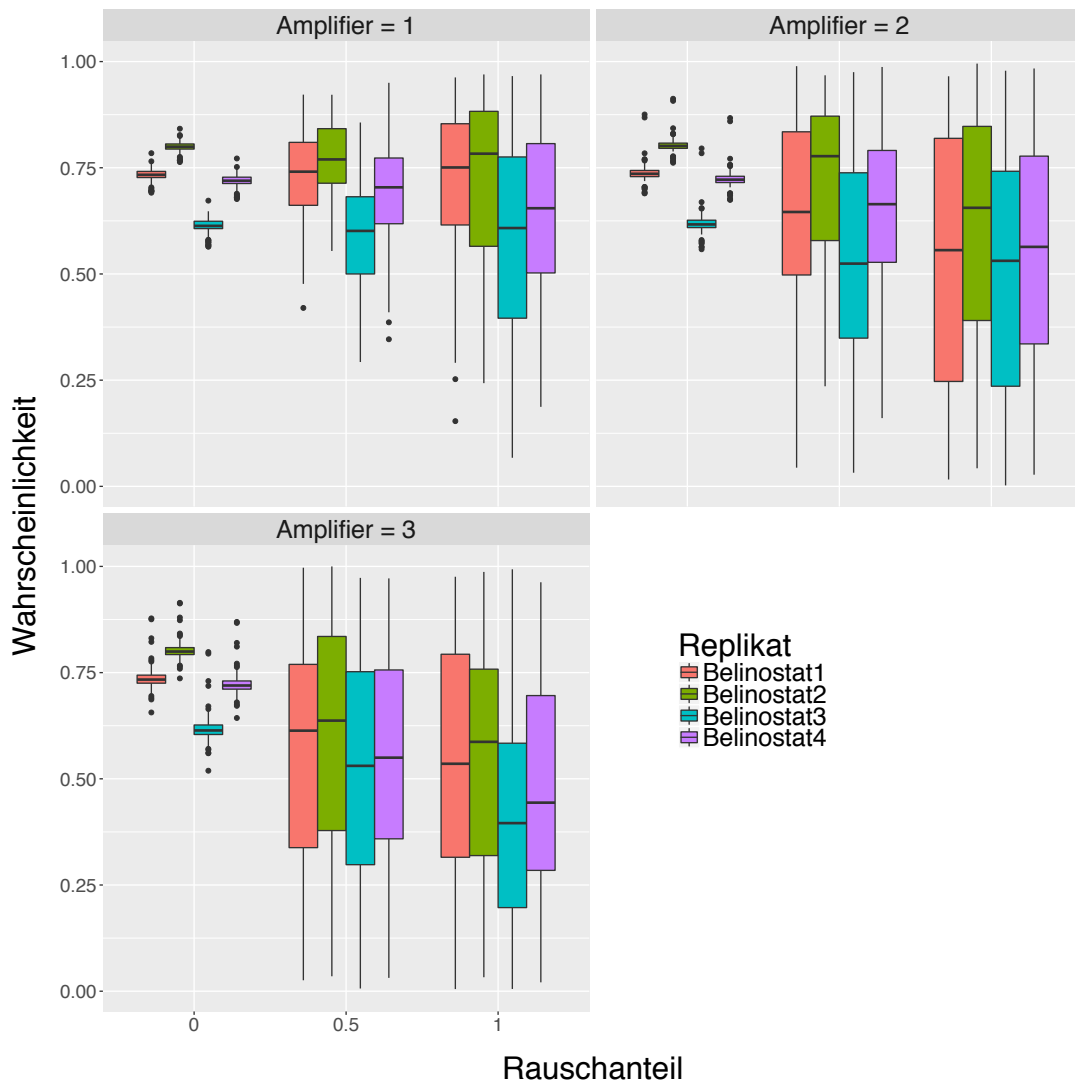 Amplifier = 1
Amplifier = 2
1.00
0.75
0.50
0.25
0.00
Amplifier = 3
1.00
0.75
0.50
0.25
0.00
0
0.5
1
Wahrscheinlichkeit
Rauschanteil
Replikat
Belinostat1
Belinostat2
Belinostat3
Belinostat4